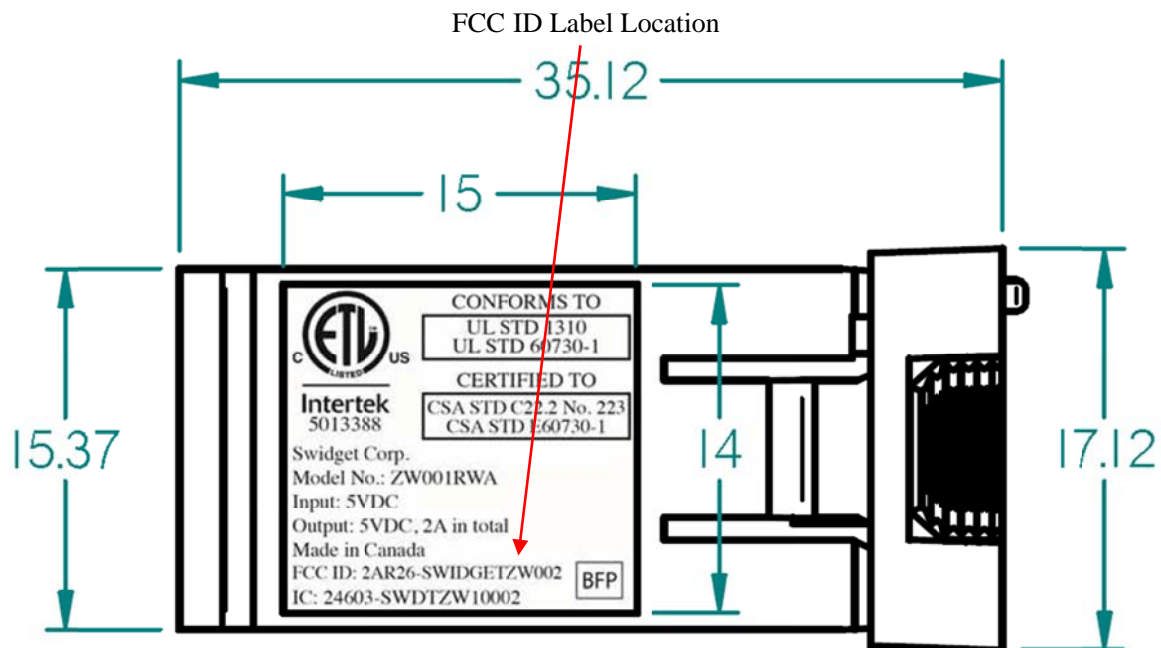 FCC ID Label Location
35.12
15
CONFORMS TO
UL STD 1310
UL STD 60730-1
C ETL US
LISTED
CERTIFIED TO
Intertek
5013388
CSA STD C22.2 No. 223
CSA STD E60730-1
Swidget Corp.
Model No.: ZW001RWA
Input: 5VDC
Output: 5VDC, 2A in total
Made in Canada
FCC ID: 2AR26-SWIDGETZW002
IC: 24603-SWDTZW10002
BFP
15.37
14
17.12